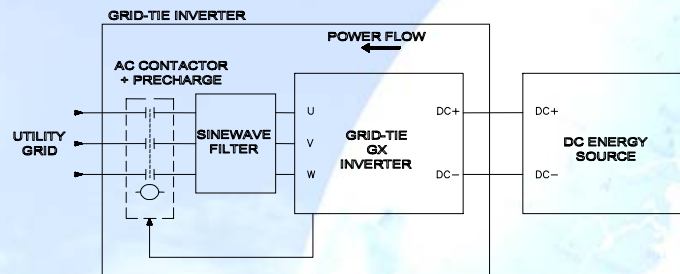 GRID-TIE INVERTER
POWER FLOW
AC CONTACTOR
+ PRECHARGE
UTILITY
GRID
SINEWAVE
FILTER
U
V
W
GRID-TIE
GX
INVERTER
DC+
DC−
DC+
DC−
DC ENERGY
SOURCE